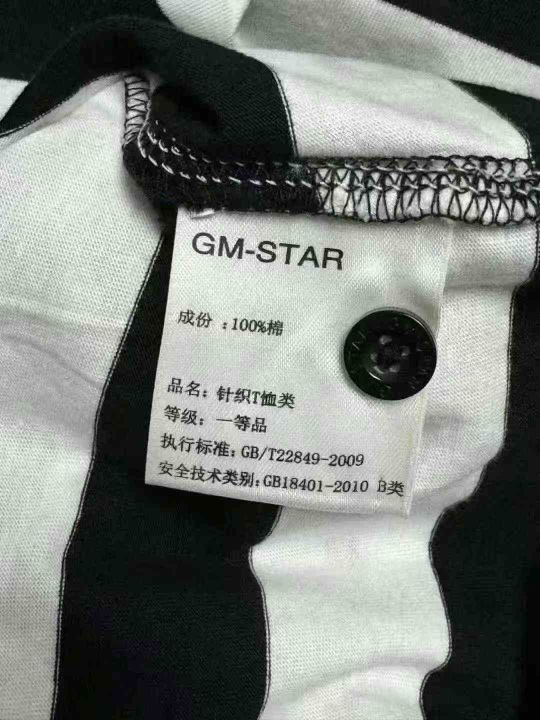 GM-STAR
成份：100%棉
品名：针织T恤类
等级：一等品
执行标准：GB/T22849-2009
安全技术类别：GB18401-2010 B类